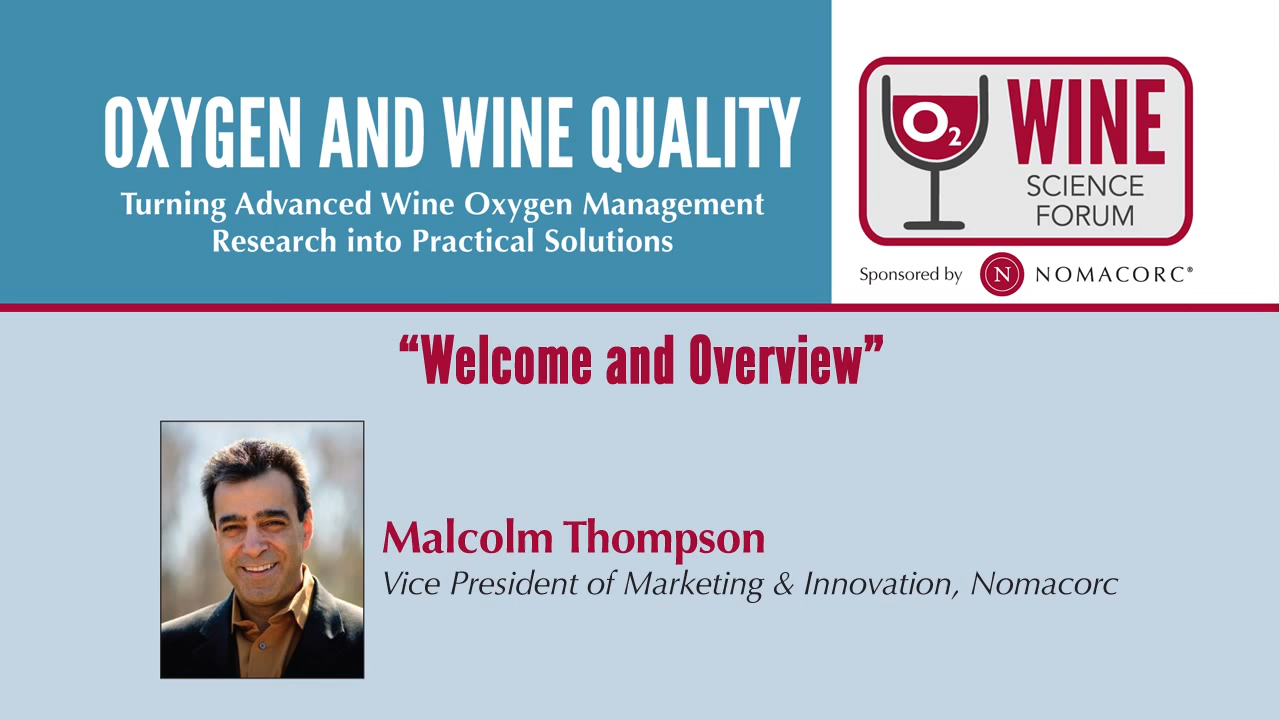 OXYGEN AND WINE QUALITY
Turning Advanced Wine Oxygen Management
Research into Practical Solutions
O2
WINE
SCIENCE
FORUM
Sponsored by N NOMACORC®
“Welcome and Overview”
Malcolm Thompson
Vice President of Marketing & Innovation, Nomacorc